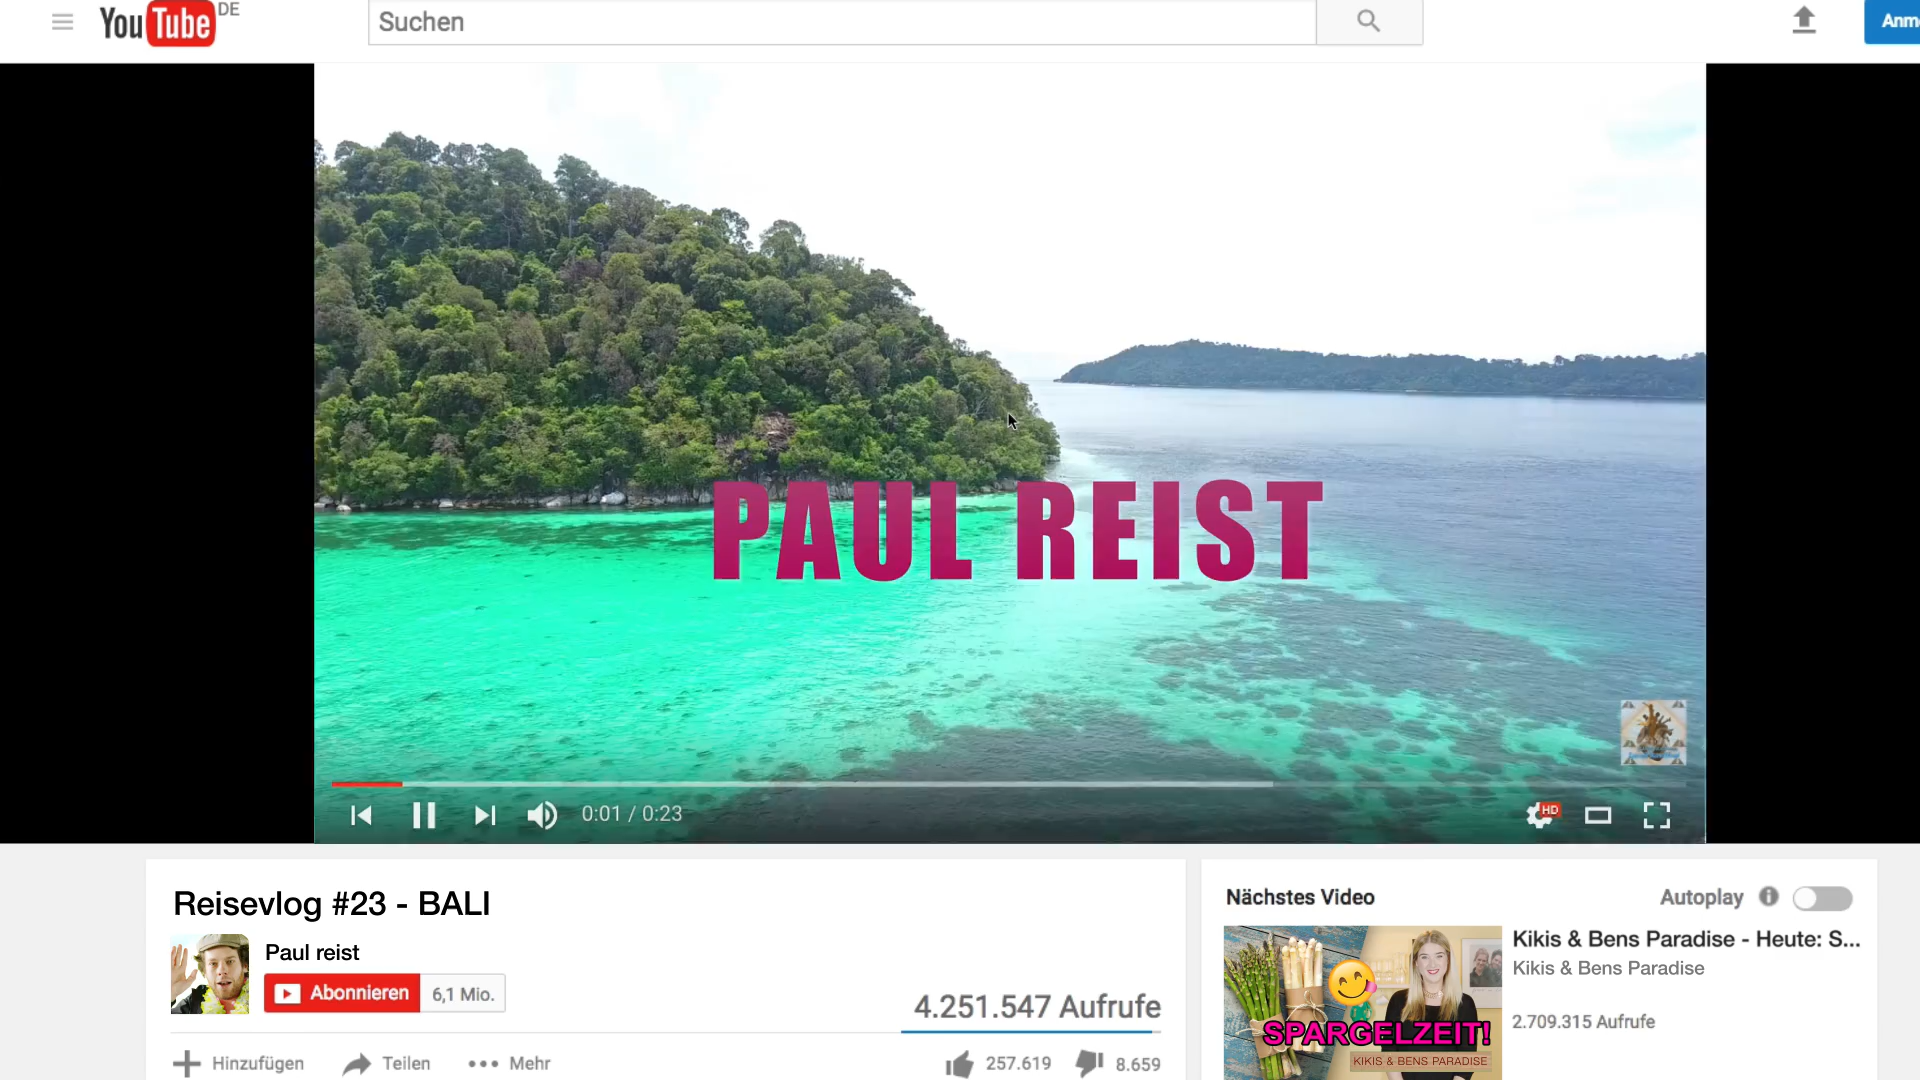 YouTube DE
Suchen
Anm
PAUL REIST
0:01 / 0:23
HD
Reisevlog #23 - BALI
Paul reist
Abonnieren 6,1 Mio.
4.251.547 Aufrufe
Hinzufügen Teilen Mehr
257.619 8.659
Nächstes Video
Autoplay
Kikis & Bens Paradise - Heute: S...
Kikis & Bens Paradise
2.709.315 Aufrufe
SPARGELZEIT!
KIKIS & BENS PARADISE